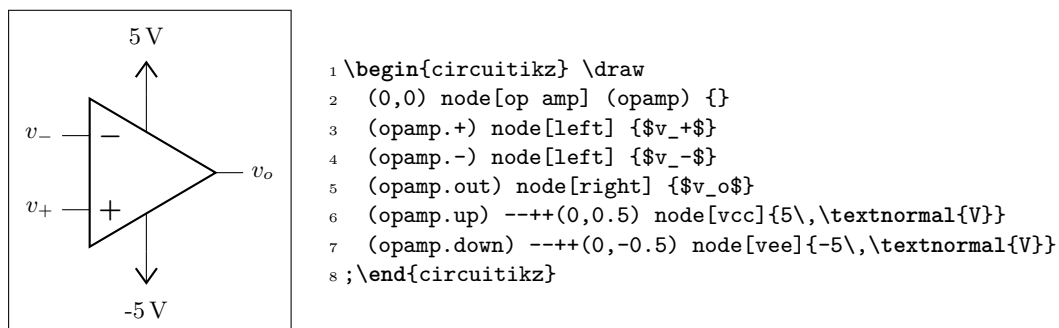 5 V
v−
−
v+
+
vo
-5 V
1 \begin{circuitikz} \draw
2 (0,0) node[op amp] (opamp) {}
3 (opamp.+) node[left] {$v_+$}
4 (opamp.-) node[left] {$v_-$}
5 (opamp.out) node[right] {$v_o$}
6 (opamp.up) --++(0,0.5) node[vcc]{5\,\textnormal{V}}
7 (opamp.down) --++(0,-0.5) node[vee]{-5\,\textnormal{V}}
8 ;\end{circuitikz}